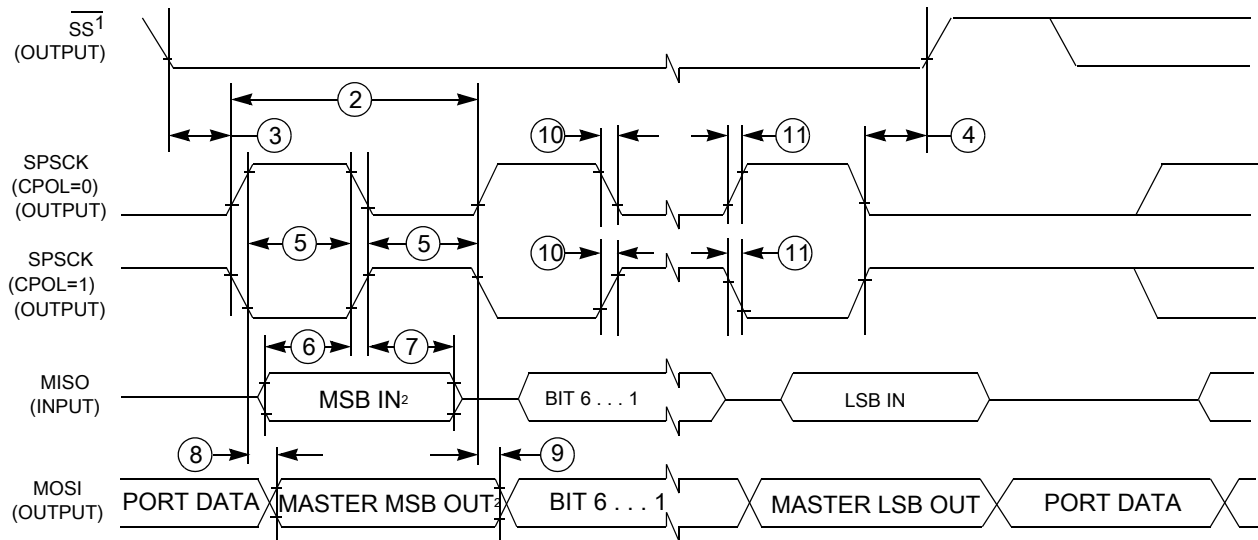 SS1
(OUTPUT)
2
3
10
11
4
SPSCK
(CPOL=0)
(OUTPUT)
5
5
SPSCK
(CPOL=1)
(OUTPUT)
10
11
6
7
MISO
(INPUT)
MSB IN2
BIT 6 . . . 1
LSB IN
8
9
MOSI
(OUTPUT)
PORT DATA
MASTER MSB OUT2
BIT 6 . . . 1
MASTER LSB OUT
PORT DATA